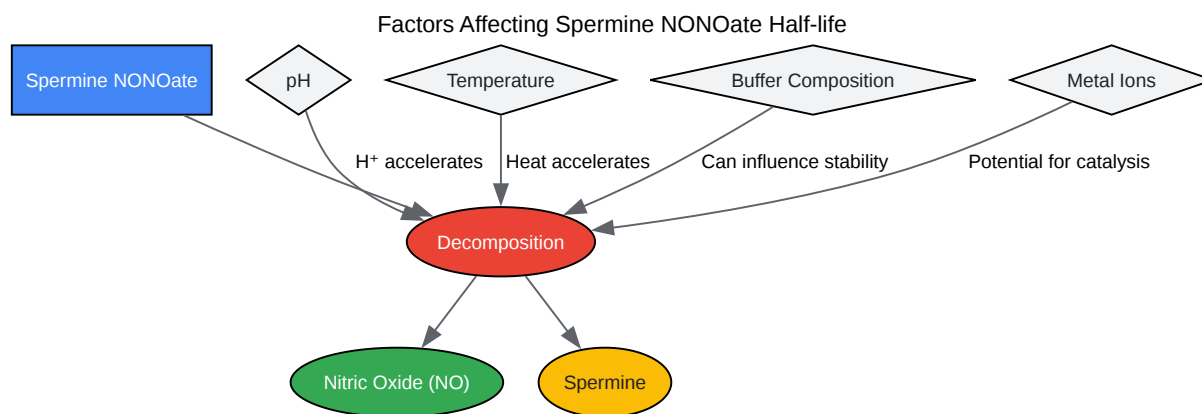 Factors Affecting Spermine NONOate Half-life
Spermine NONOate
pH
Temperature
Buffer Composition
Metal Ions
H⁺ accelerates
Heat accelerates
Can influence stability
Potential for catalysis
Decomposition
Nitric Oxide (NO)
Spermine